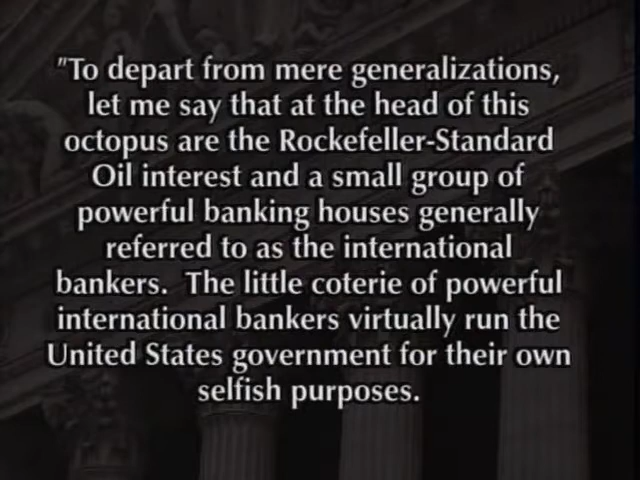 "To depart from mere generalizations,
let me say that at the head of this
octopus are the Rockefeller-Standard
Oil interest and a small group of
powerful banking houses generally
referred to as the international
bankers.  The little coterie of powerful
international bankers virtually run the
United States government for their own
selfish purposes.